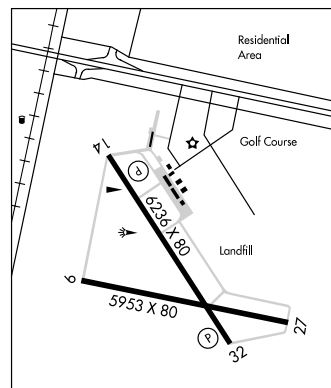 Residential
Area
Golf Course
14
P
6236 X 80
Landfill
9
5953 X 80
27
P
32